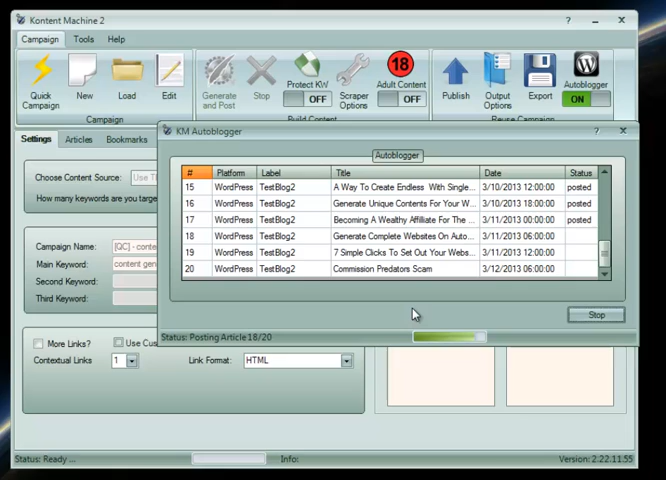 Kontent Machine 2
Campaign Tools Help
Quick Campaign
New
Load
Edit
Campaign
Generate and Post
Stop
Protect KW
OFF
Scraper Options
18
Adult Content
OFF
Build Content
Publish
Output Options
Export
Autoblogger
ON
Reuse Campaign
Settings Articles Bookmarks
Choose Content Source: Use
How many keywords are you targe
Campaign Name: [QC] - conte
Main Keyword: content gen
Second Keyword:
Third Keyword:
More Links? Use Cus
Contextual Links 1 Link Format: HTML
KM Autoblogger
Autoblogger
# Platform Label Title Date Status
15 WordPress TestBlog2 A Way To Create Endless With Single... 3/10/2013 12:00:00 posted
16 WordPress TestBlog2 Generate Unique Contents For Your W... 3/10/2013 18:00:00 posted
17 WordPress TestBlog2 Becoming A Wealthy Affilliate For The ... 3/11/2013 00:00:00 posted
18 WordPress TestBlog2 Generate Complete Websites On Auto... 3/11/2013 06:00:00
19 WordPress TestBlog2 7 Simple Clicks To Set Out Your Webs... 3/11/2013 12:00:00
20 WordPress TestBlog2 Commission Predators Scam 3/12/2013 06:00:00
Stop
Status: Posting Article 18/20
Status: Ready ... Info: Version: 2.22.11.55